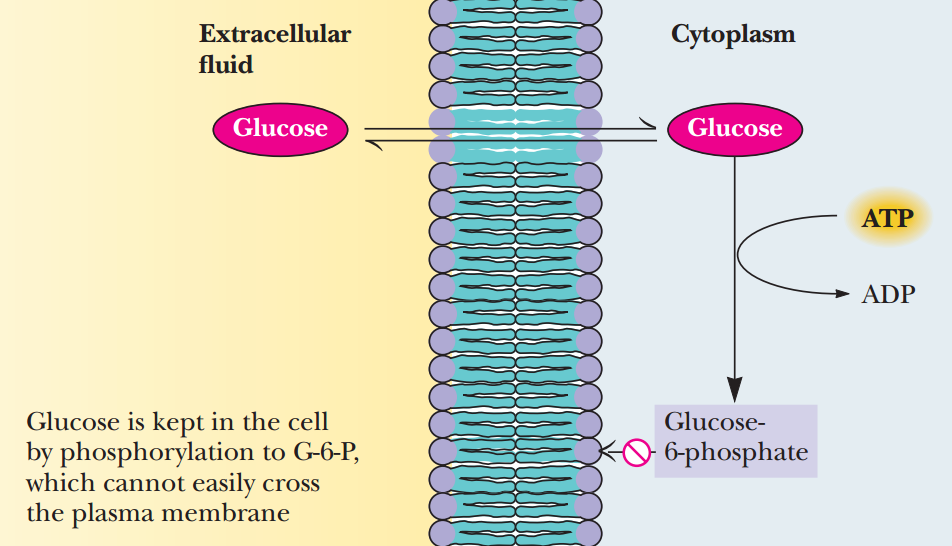 Extracellular
fluid
Cytoplasm
Glucose
Glucose
ATP
ADP
Glucose-
6-phosphate
Glucose is kept in the cell
by phosphorylation to G-6-P,
which cannot easily cross
the plasma membrane